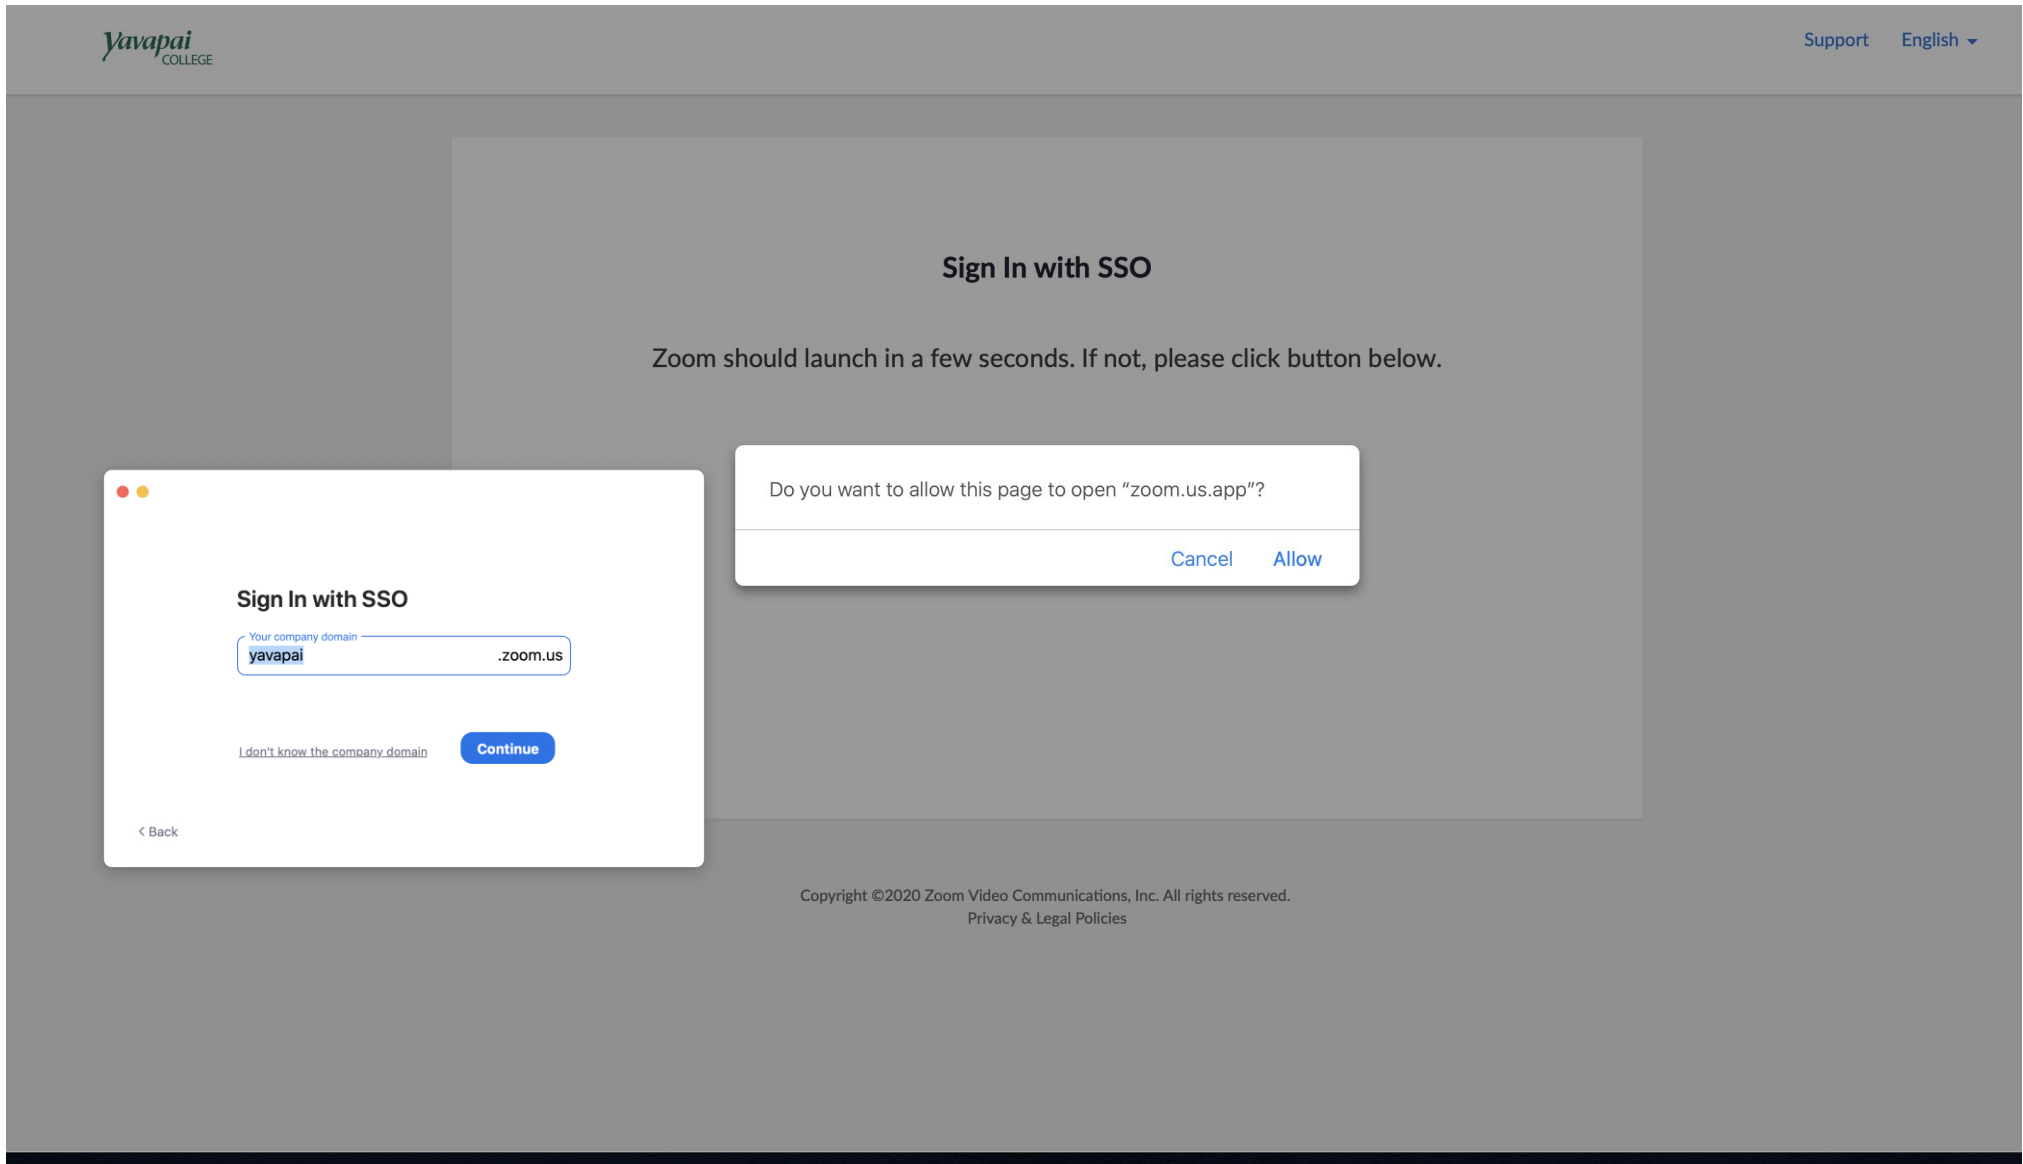 Yavapai
COLLEGE
Support English
Sign In with SSO
Zoom should launch in a few seconds. If not, please click button below.
Do you want to allow this page to open “zoom.us.app”?
Cancel Allow
Sign In with SSO
Your company domain
yavapai .zoom.us
I don't know the company domain Continue
< Back
Copyright ©2020 Zoom Video Communications, Inc. All rights reserved.
Privacy & Legal Policies